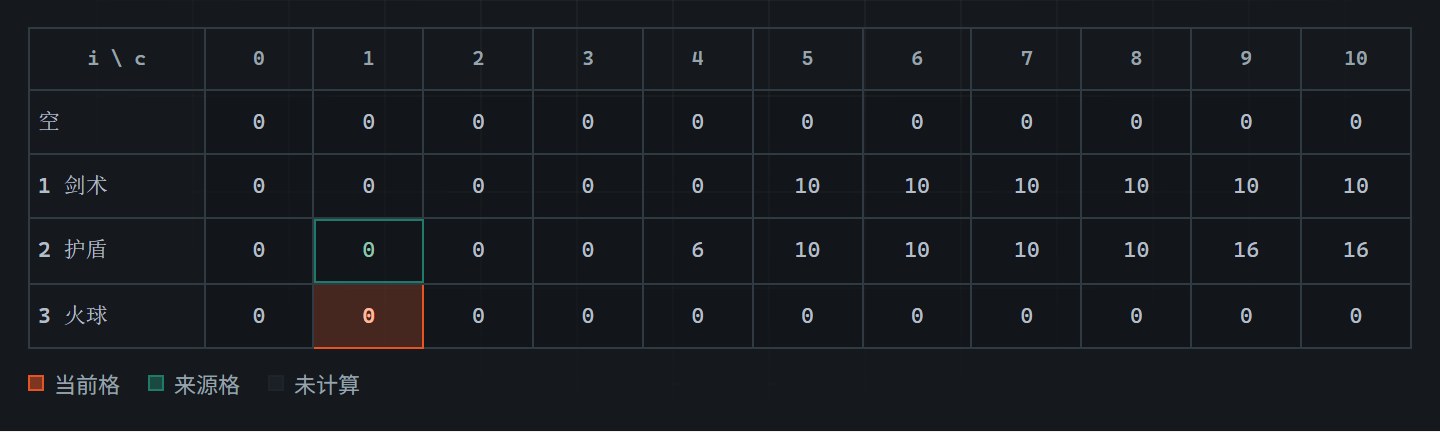 i \ c 0 1 2 3 4 5 6 7 8 9 10
空 0 0 0 0 0 0 0 0 0 0 0
1 剑术 0 0 0 0 0 10 10 10 10 10 10
2 护盾 0 0 0 0 6 10 10 10 10 16 16
3 火球 0 0 0 0 0 0 0 0 0 0 0
当前格 来源格 未计算